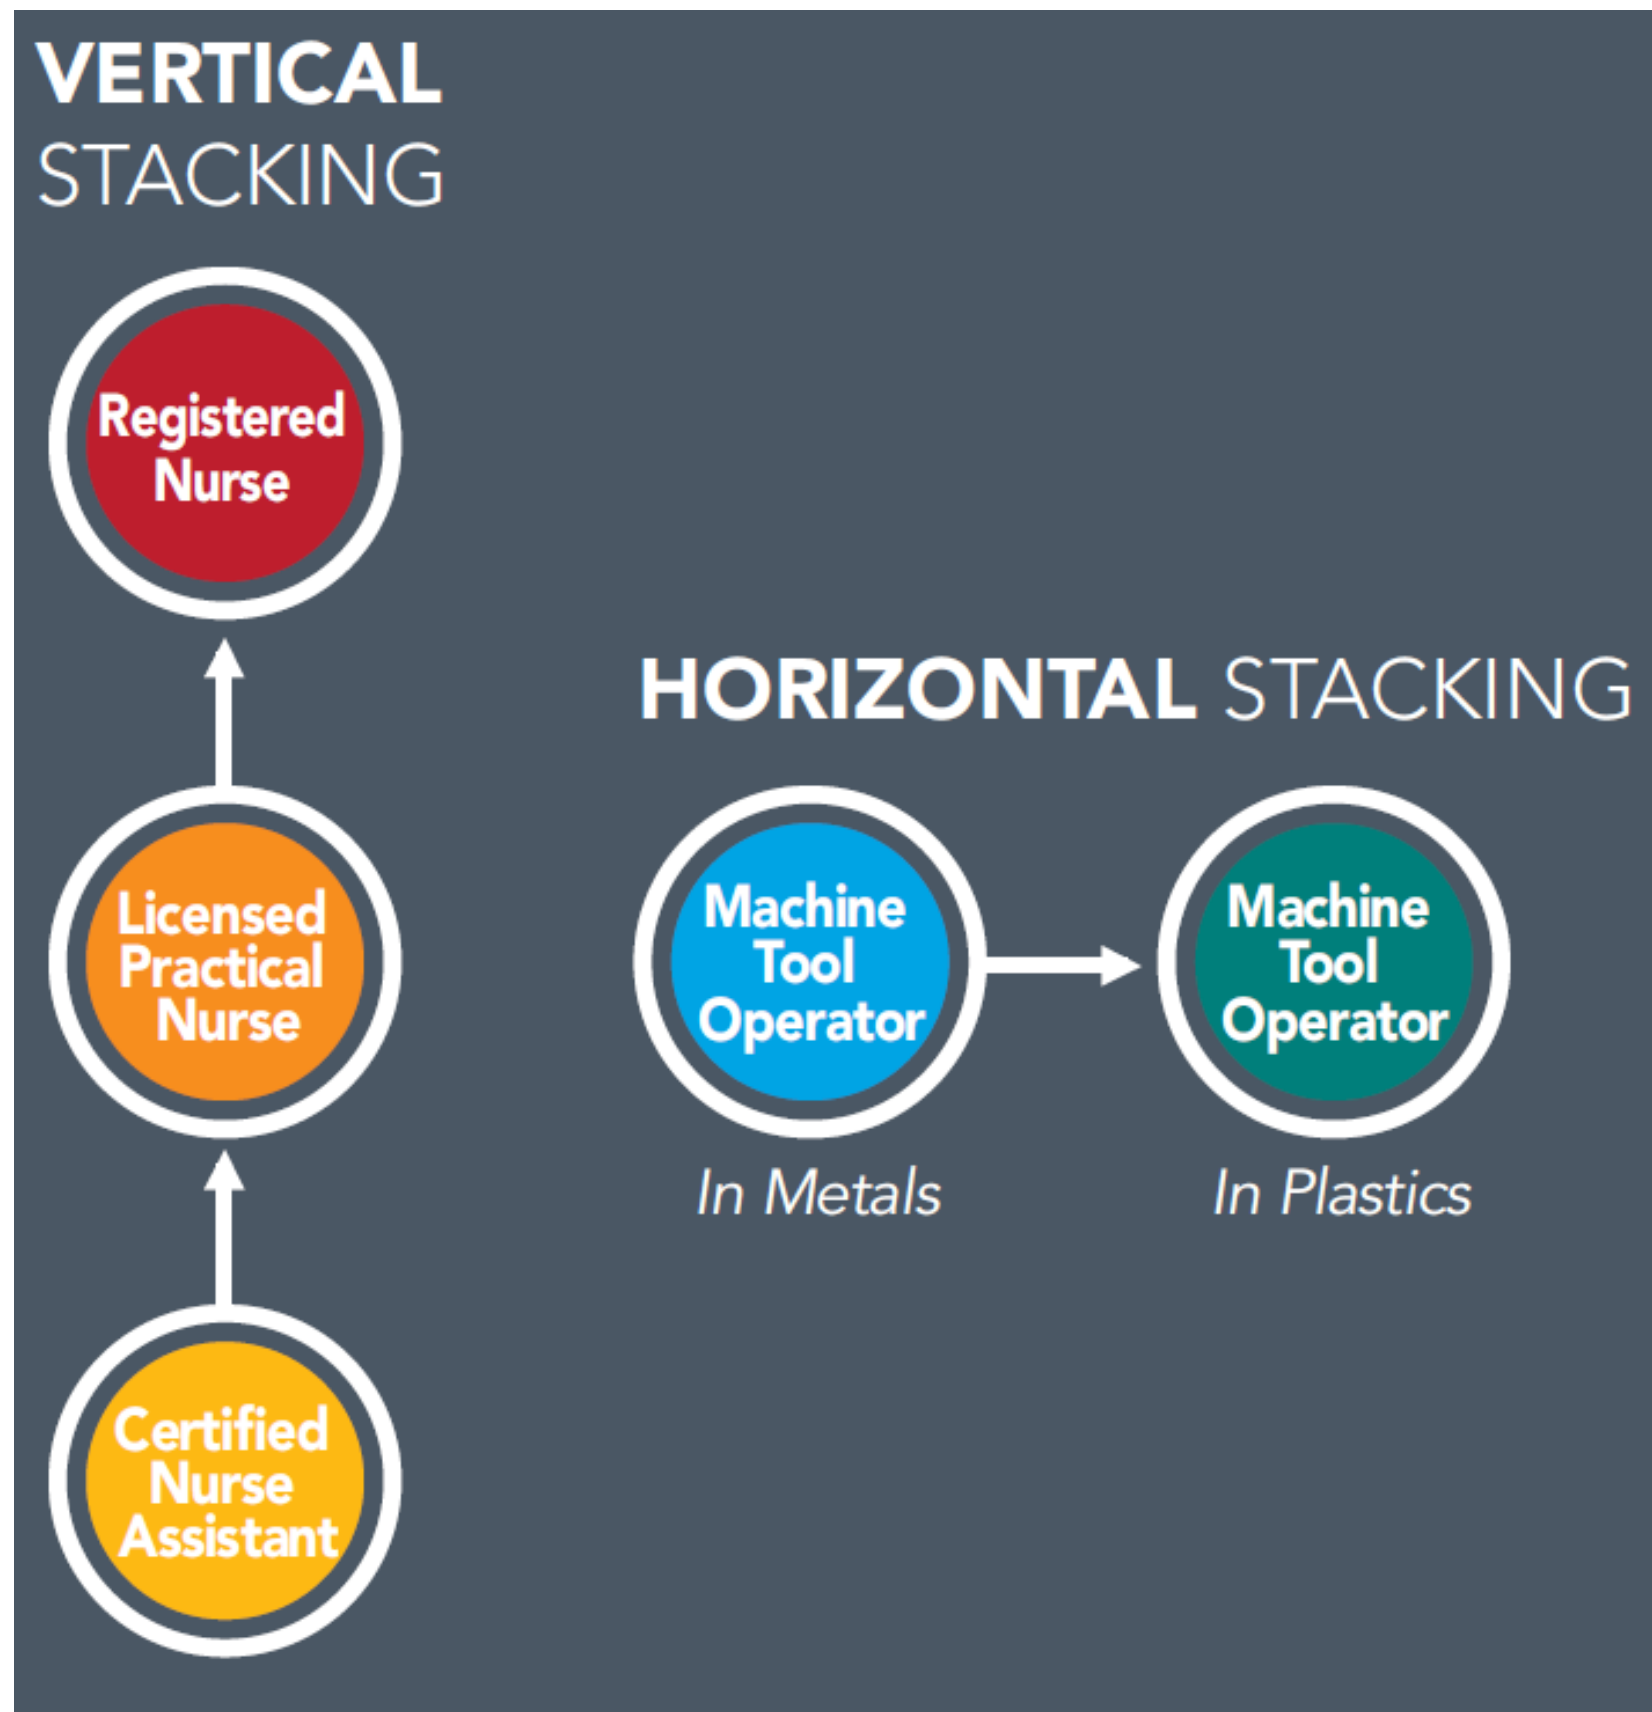 VERTICAL
STACKING
Registered
Nurse
Licensed
Practical
Nurse
Certified
Nurse
Assistant
HORIZONTAL STACKING
Machine
Tool
Operator
In Metals
Machine
Tool
Operator
In Plastics